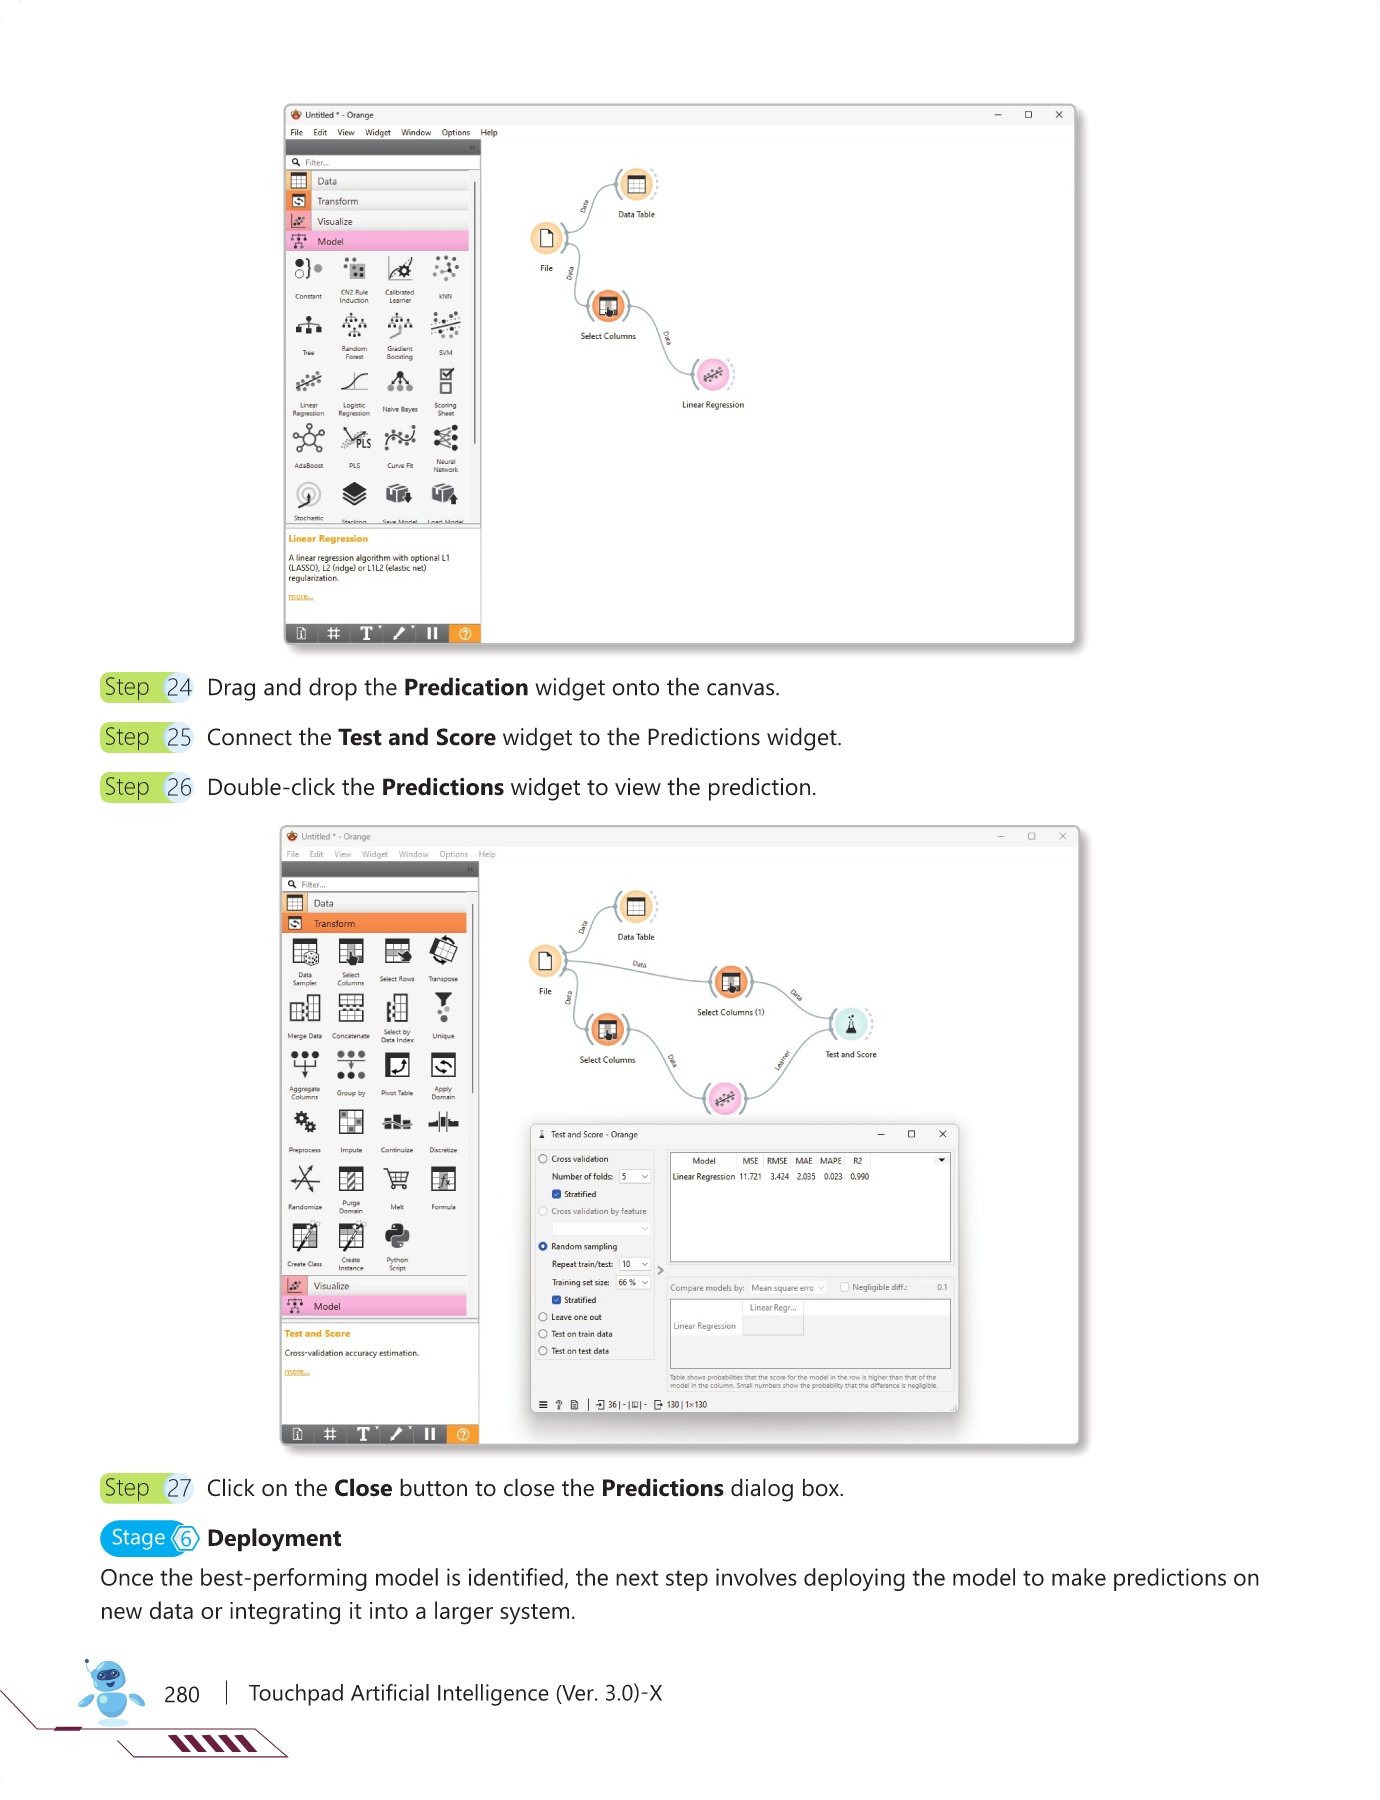 Untitled * - Orange
File Edit View Widget Window Options Help
Filter...
Data
Transform
Visualize
Model
Constant
CN2 Rule Induction
Calibrated Learner
kNN
Tree
Random Forest
Gradient Boosting
SVM
Linear Regression
Logistic Regression
Naive Bayes
Scoring Sheet
AdaBoost
PLS
PLS
Curve Fit
Neural Network
Stochastic
Stacking
Save Model
Load Model
Linear Regression
A linear regression algorithm with optional L1
(LASSO), L2 (ridge) or L1L2 (elastic net)
regularization.
more...
Data
Data Table
File
Data
Select Columns
Data
Linear Regression
Step 24 Drag and drop the Predication widget onto the canvas.
Step 25 Connect the Test and Score widget to the Predictions widget.
Step 26 Double-click the Predictions widget to view the prediction.
Untitled * - Orange
File Edit View Widget Window Options Help
Filter...
Data
Transform
Data Sampler
Select Columns
Select Rows
Transpose
Merge Data
Concatenate
Select by Data Index
Unique
Aggregate Columns
Group by
Pivot Table
Apply Domain
Preprocess
Impute
Continuize
Discretize
Randomize
Purge Domain
Melt
Formula
Create Class
Create Instance
Python Script
Visualize
Model
Test and Score
Cross-validation accuracy estimation.
more...
Data
Data Table
Data
File
Data
Select Columns (1)
Data
Select Columns
Data
Learner
Test and Score
Test and Score - Orange
Cross validation
Number of folds: 5
Stratified
Cross validation by feature
Random sampling
Repeat train/test: 10
Training set size: 66 %
Stratified
Leave one out
Test on train data
Test on test data
Model MSE RMSE MAE MAPE R2
Linear Regression 11.721 3.424 2.035 0.023 0.990
Compare models by: Mean square erro Negligible diff.: 0.1
Linear Regr...
Linear Regression
Table shows probabilities that the score for the model in the row is higher than that of the
model in the column. Small numbers show the probability that the difference is negligible.
36 | - | - 130 | 1×130
Step 27 Click on the Close button to close the Predictions dialog box.
Stage 6 Deployment
Once the best-performing model is identified, the next step involves deploying the model to make predictions on
new data or integrating it into a larger system.
280 | Touchpad Artificial Intelligence (Ver. 3.0)-X